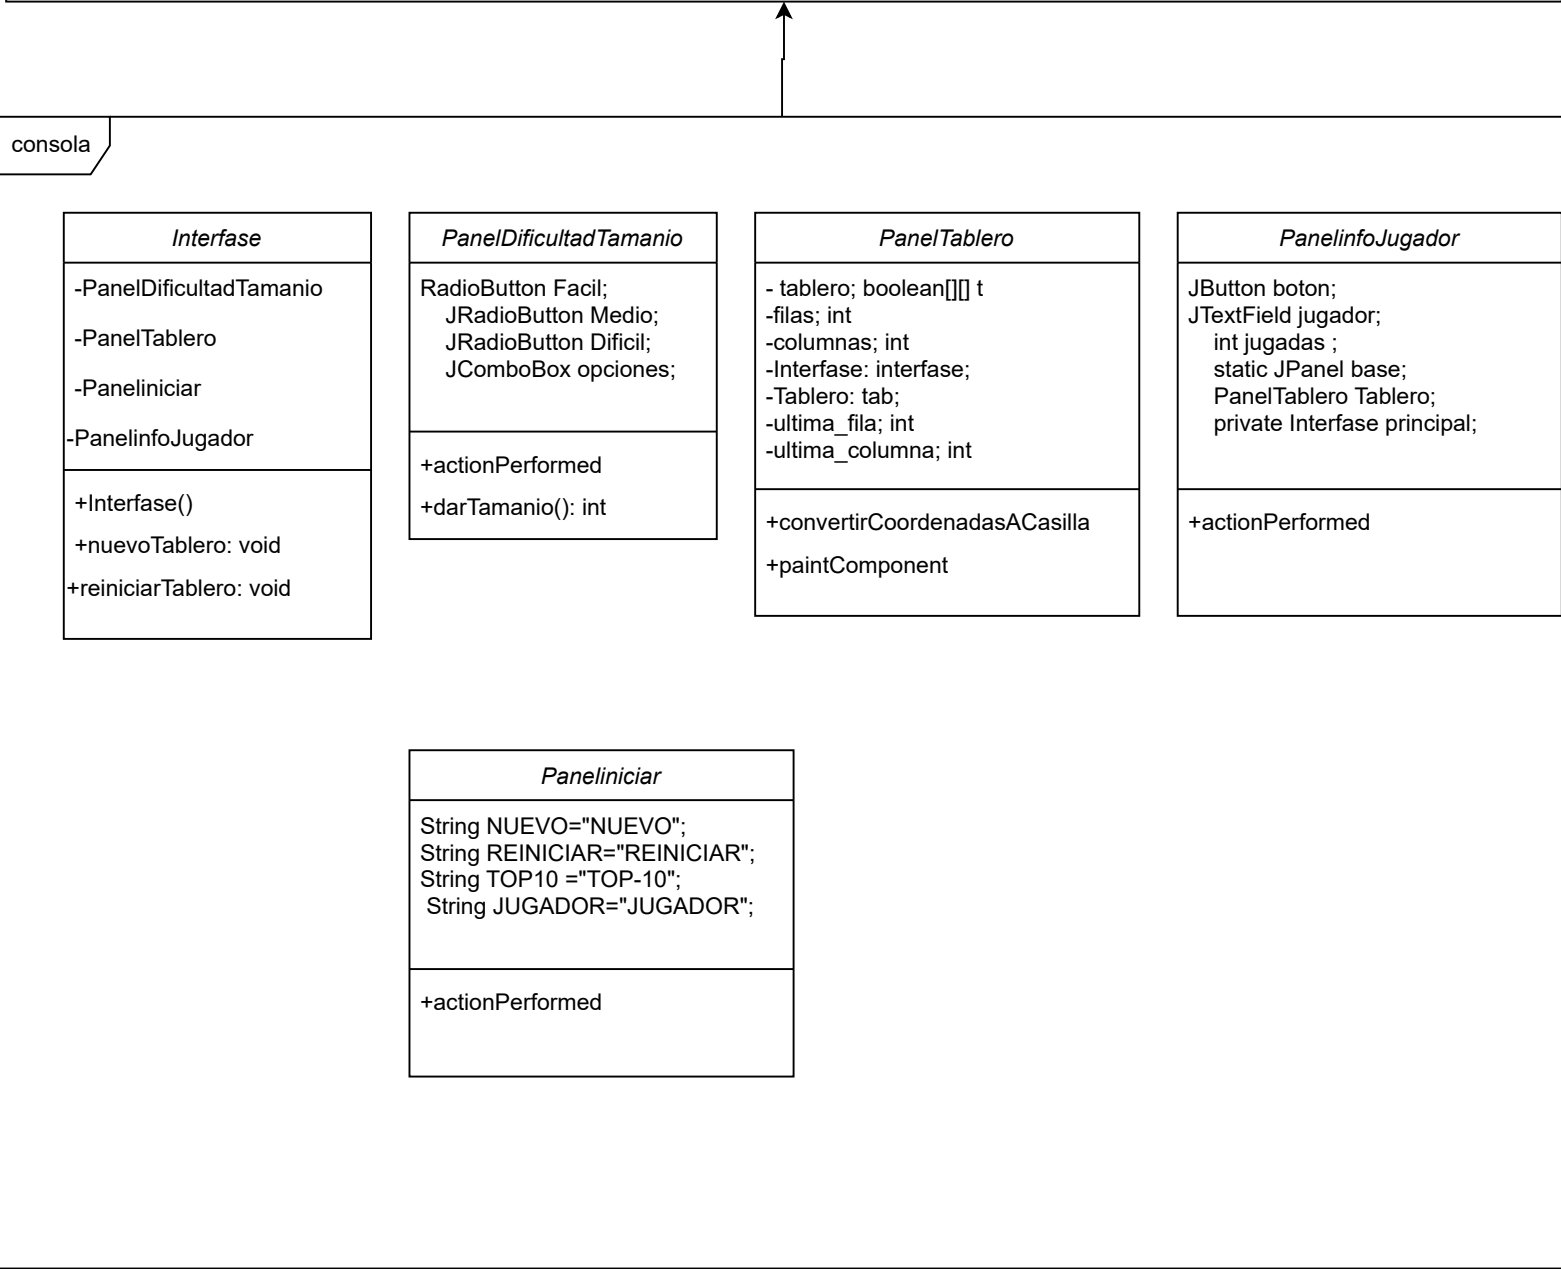 consola
Interfase
-PanelDificultadTamanio
-PanelTablero
-Paneliniciar
-PanelinfoJugador
+Interfase()
+nuevoTablero: void
+reiniciarTablero: void
PanelDificultadTamanio
RadioButton Facil;
JRadioButton Medio;
JRadioButton Dificil;
JComboBox opciones;
+actionPerformed
+darTamanio(): int
PanelTablero
- tablero; boolean[][] t
-filas; int
-columnas; int
-Interfase: interfase;
-Tablero: tab;
-ultima_fila; int
-ultima_columna; int
+convertirCoordenadasACasilla
+paintComponent
PanelinfoJugador
JButton boton;
JTextField jugador;
int jugadas ;
static JPanel base;
PanelTablero Tablero;
private Interfase principal;
+actionPerformed
Paneliniciar
String NUEVO="NUEVO";
String REINICIAR="REINICIAR";
String TOP10 ="TOP-10";
String JUGADOR="JUGADOR";
+actionPerformed